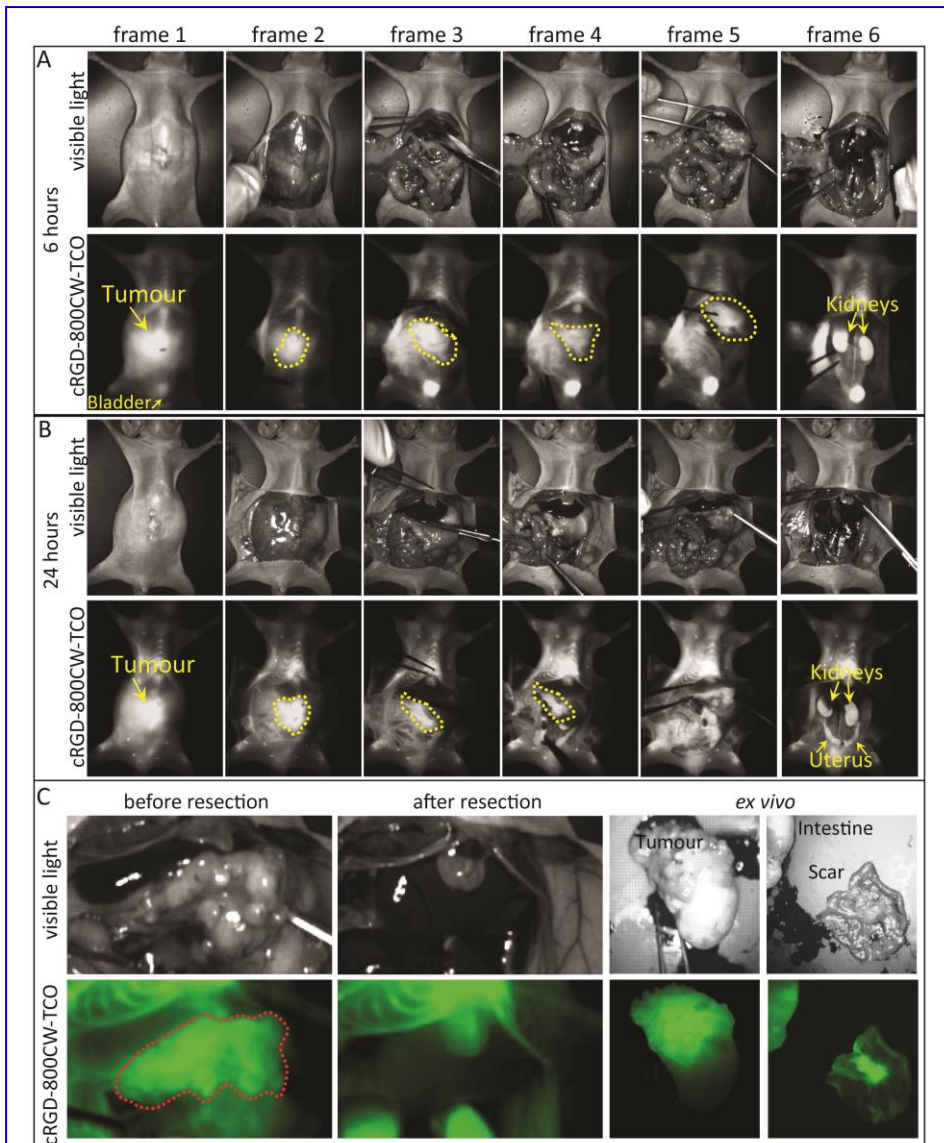 frame 1 frame 2 frame 3 frame 4 frame 5 frame 6
A
6 hours
visible light
cRGD-800CW-TCO
Tumour
Bladder
Kidneys
B
24 hours
visible light
cRGD-800CW-TCO
Tumour
Kidneys
Uterus
C
before resection after resection ex vivo
visible light
Tumour
Intestine
Scar
cRGD-800CW-TCO